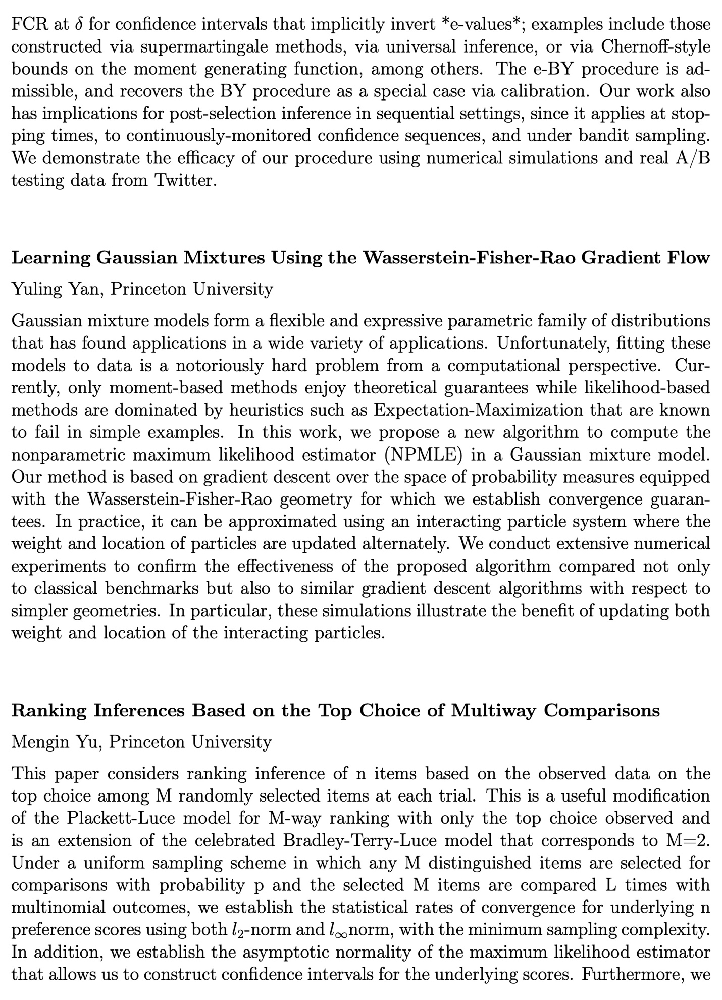 FCR at δ for confidence intervals that implicitly invert *e-values*; examples include those
constructed via supermartingale methods, via universal inference, or via Chernoff-style
bounds on the moment generating function, among others. The e-BY procedure is ad-
missible, and recovers the BY procedure as a special case via calibration. Our work also
has implications for post-selection inference in sequential settings, since it applies at stop-
ping times, to continuously-monitored confidence sequences, and under bandit sampling.
We demonstrate the efficacy of our procedure using numerical simulations and real A/B
testing data from Twitter.
Learning Gaussian Mixtures Using the Wasserstein-Fisher-Rao Gradient Flow
Yuling Yan, Princeton University
Gaussian mixture models form a flexible and expressive parametric family of distributions
that has found applications in a wide variety of applications. Unfortunately, fitting these
models to data is a notoriously hard problem from a computational perspective. Cur-
rently, only moment-based methods enjoy theoretical guarantees while likelihood-based
methods are dominated by heuristics such as Expectation-Maximization that are known
to fail in simple examples. In this work, we propose a new algorithm to compute the
nonparametric maximum likelihood estimator (NPMLE) in a Gaussian mixture model.
Our method is based on gradient descent over the space of probability measures equipped
with the Wasserstein-Fisher-Rao geometry for which we establish convergence guaran-
tees. In practice, it can be approximated using an interacting particle system where the
weight and location of particles are updated alternately. We conduct extensive numerical
experiments to confirm the effectiveness of the proposed algorithm compared not only
to classical benchmarks but also to similar gradient descent algorithms with respect to
simpler geometries. In particular, these simulations illustrate the benefit of updating both
weight and location of the interacting particles.
Ranking Inferences Based on the Top Choice of Multiway Comparisons
Mengin Yu, Princeton University
This paper considers ranking inference of n items based on the observed data on the
top choice among M randomly selected items at each trial. This is a useful modification
of the Plackett-Luce model for M-way ranking with only the top choice observed and
is an extension of the celebrated Bradley-Terry-Luce model that corresponds to M=2.
Under a uniform sampling scheme in which any M distinguished items are selected for
comparisons with probability p and the selected M items are compared L times with
multinomial outcomes, we establish the statistical rates of convergence for underlying n
preference scores using both l₂-norm and l∞norm, with the minimum sampling complexity.
In addition, we establish the asymptotic normality of the maximum likelihood estimator
that allows us to construct confidence intervals for the underlying scores. Furthermore, we